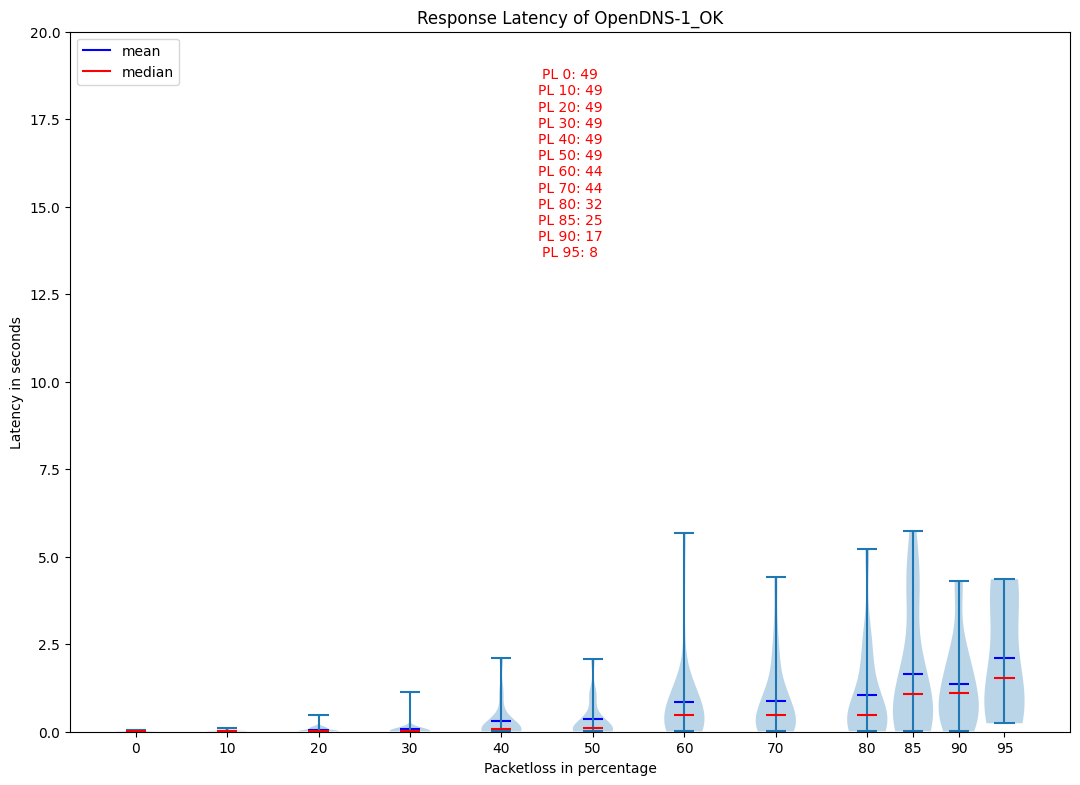 Response Latency of OpenDNS-1_OK
20.0
17.5
15.0
12.5
10.0
7.5
5.0
2.5
0.0
Latency in seconds
mean
median
PL 0: 49
PL 10: 49
PL 20: 49
PL 30: 49
PL 40: 49
PL 50: 49
PL 60: 44
PL 70: 44
PL 80: 32
PL 85: 25
PL 90: 17
PL 95: 8
0 10 20 30 40 50 60 70 80 85 90 95
Packetloss in percentage